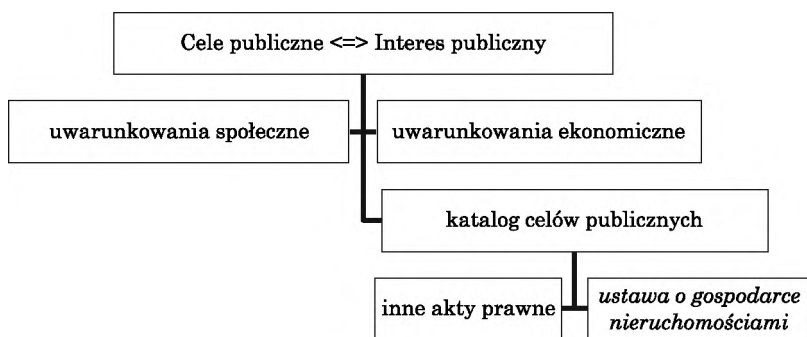 Cele publiczne <=> Interes publiczny
uwarunkowania społeczne
uwarunkowania ekonomiczne
katalog celów publicznych
inne akty prawne
ustawa o gospodarce
nieruchomościami